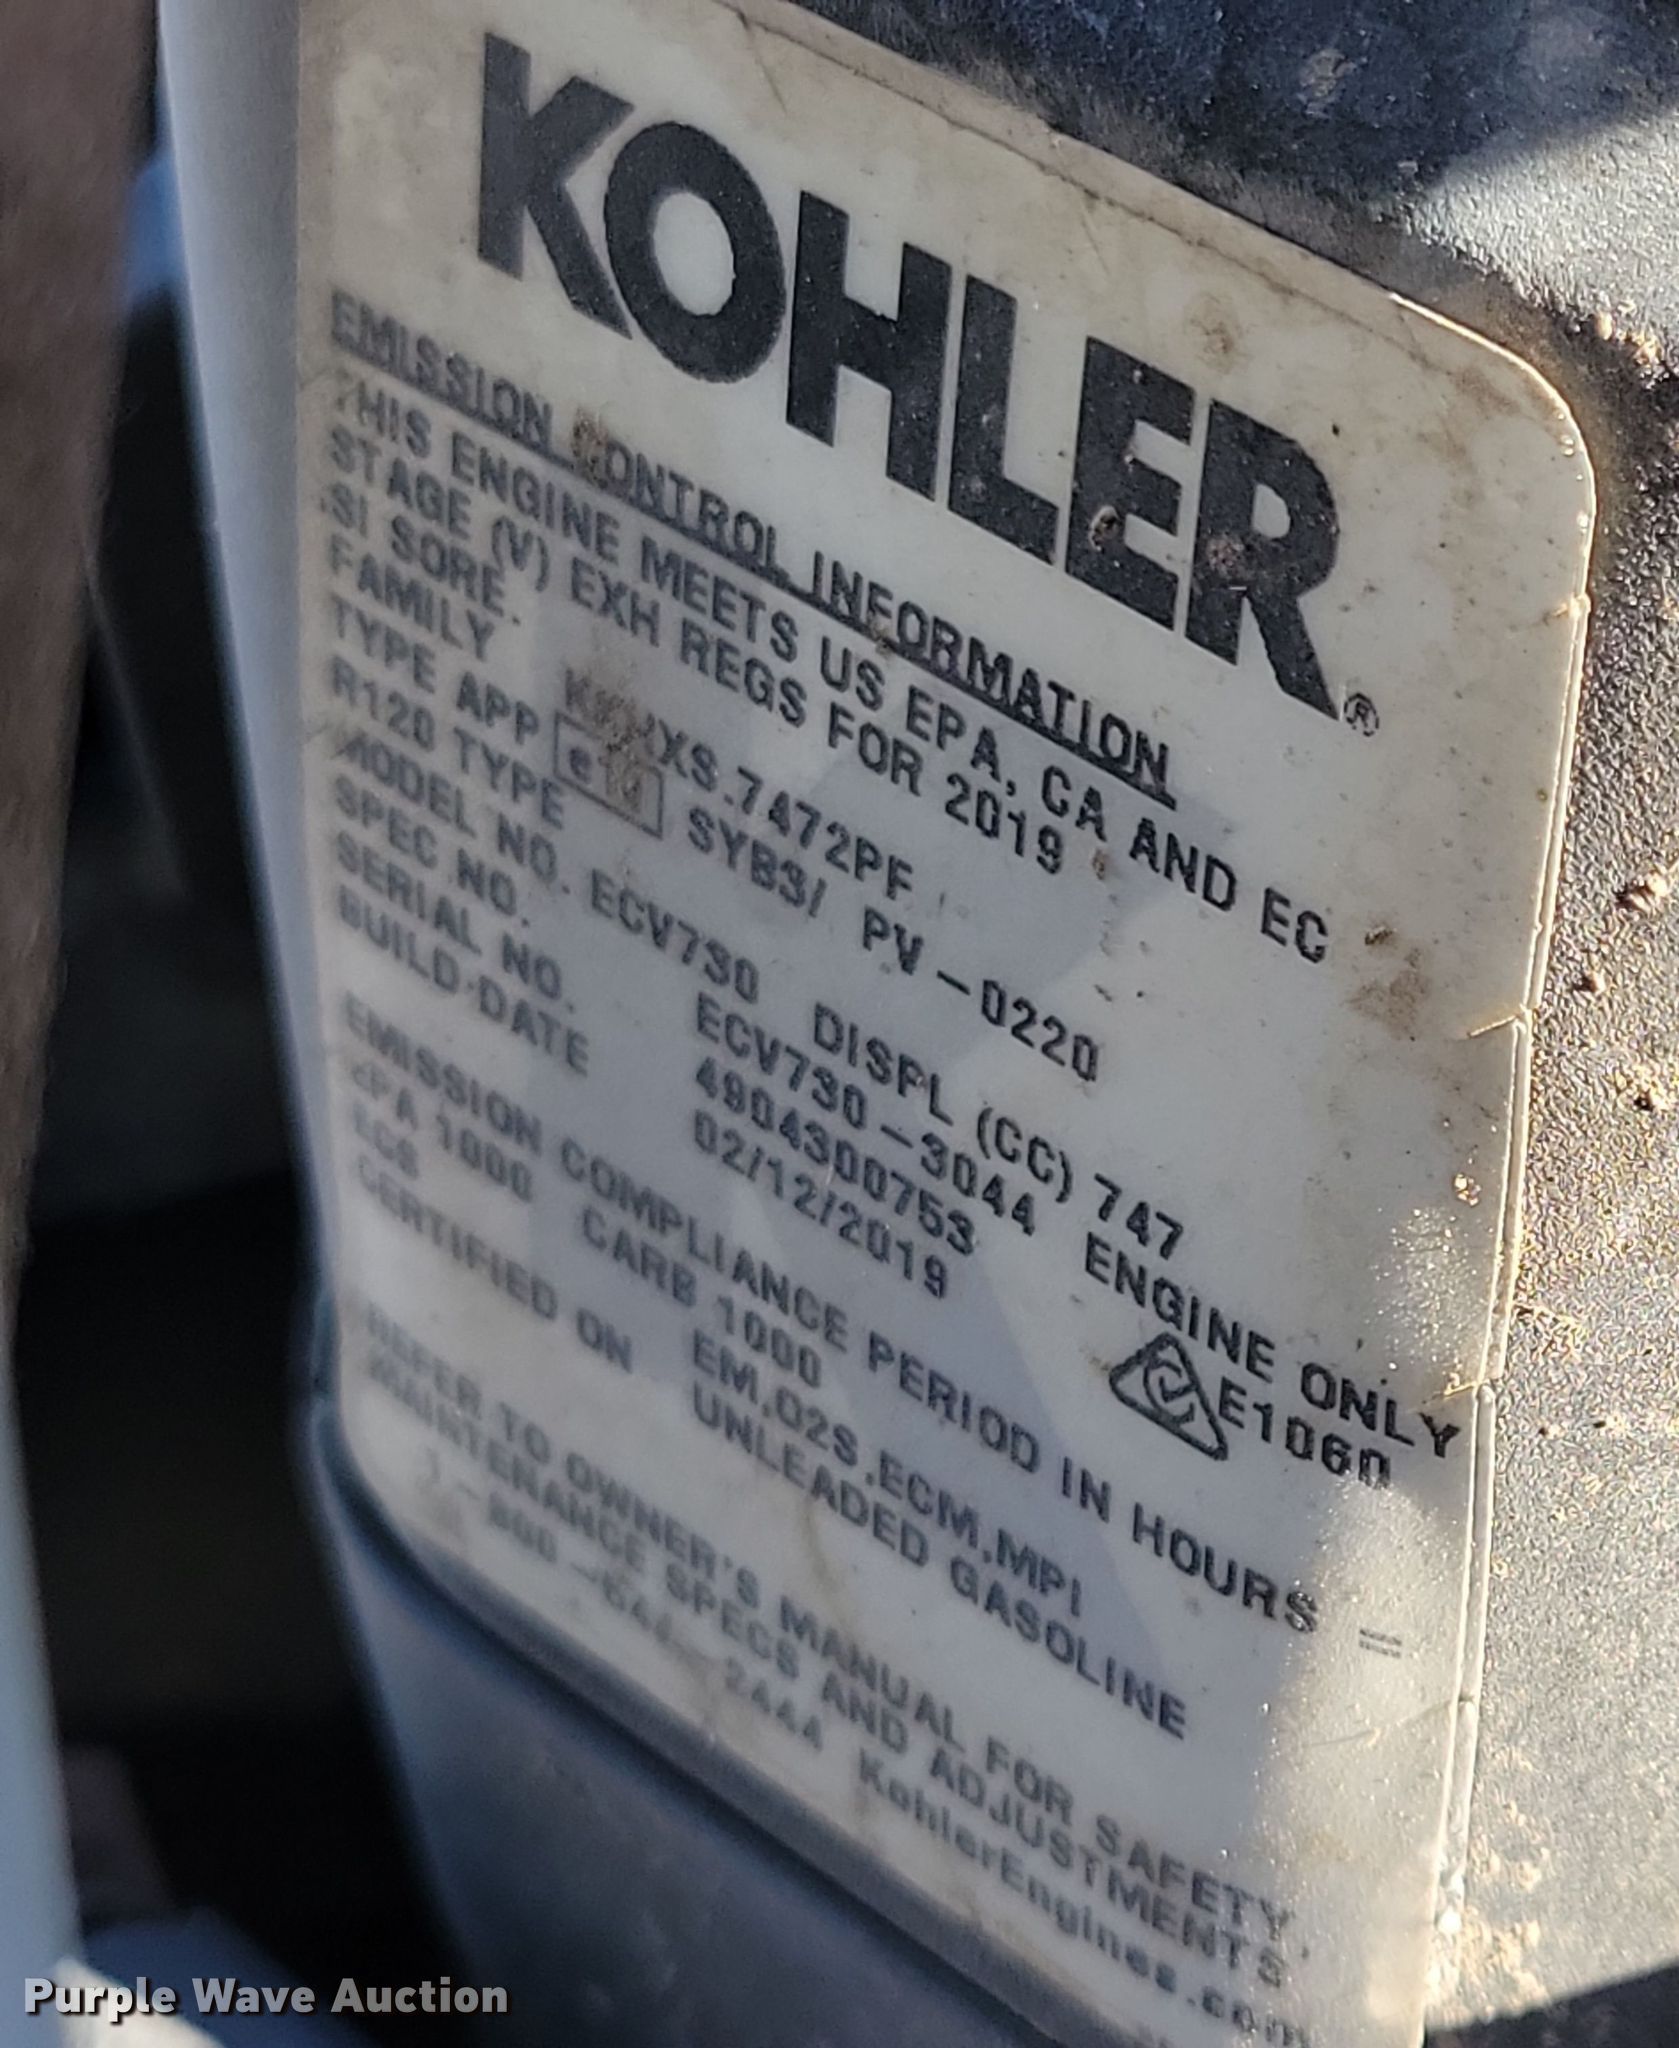 KOHLER®
EMISSION CONTROL INFORMATION
THIS ENGINE MEETS US EPA, CA AND EC
STAGE (V) EXH REGS FOR 2019
SI SORE.
FAMILY .7472PF
TYPE APP SYB3/ PV-0220
R120 TYPE
MODEL NO. ECV730 DISPL (CC) 747
SPEC NO. ECV730-3044 ENGINE ONLY
SERIAL NO. 4904300753
BUILD DATE 02/12/2019 E1060
EMISSION COMPLIANCE PERIOD IN HOURS =
EPA 1000 CARB 1000
ECS EM,O2S,ECM,MPI
CERTIFIED ON UNLEADED GASOLINE
REFER TO OWNER'S MANUAL FOR SAFETY,
MAINTENANCE SPECS AND ADJUSTMENTS
1-800-544-2444 KohlerEngines.com
Purple Wave Auction